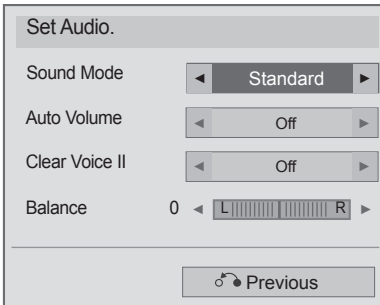 Set Audio.
Sound Mode ◄ Standard ►
Auto Volume ◄ Off ►
Clear Voice II ◄ Off ►
Balance 0 ◄ L R ►
Previous